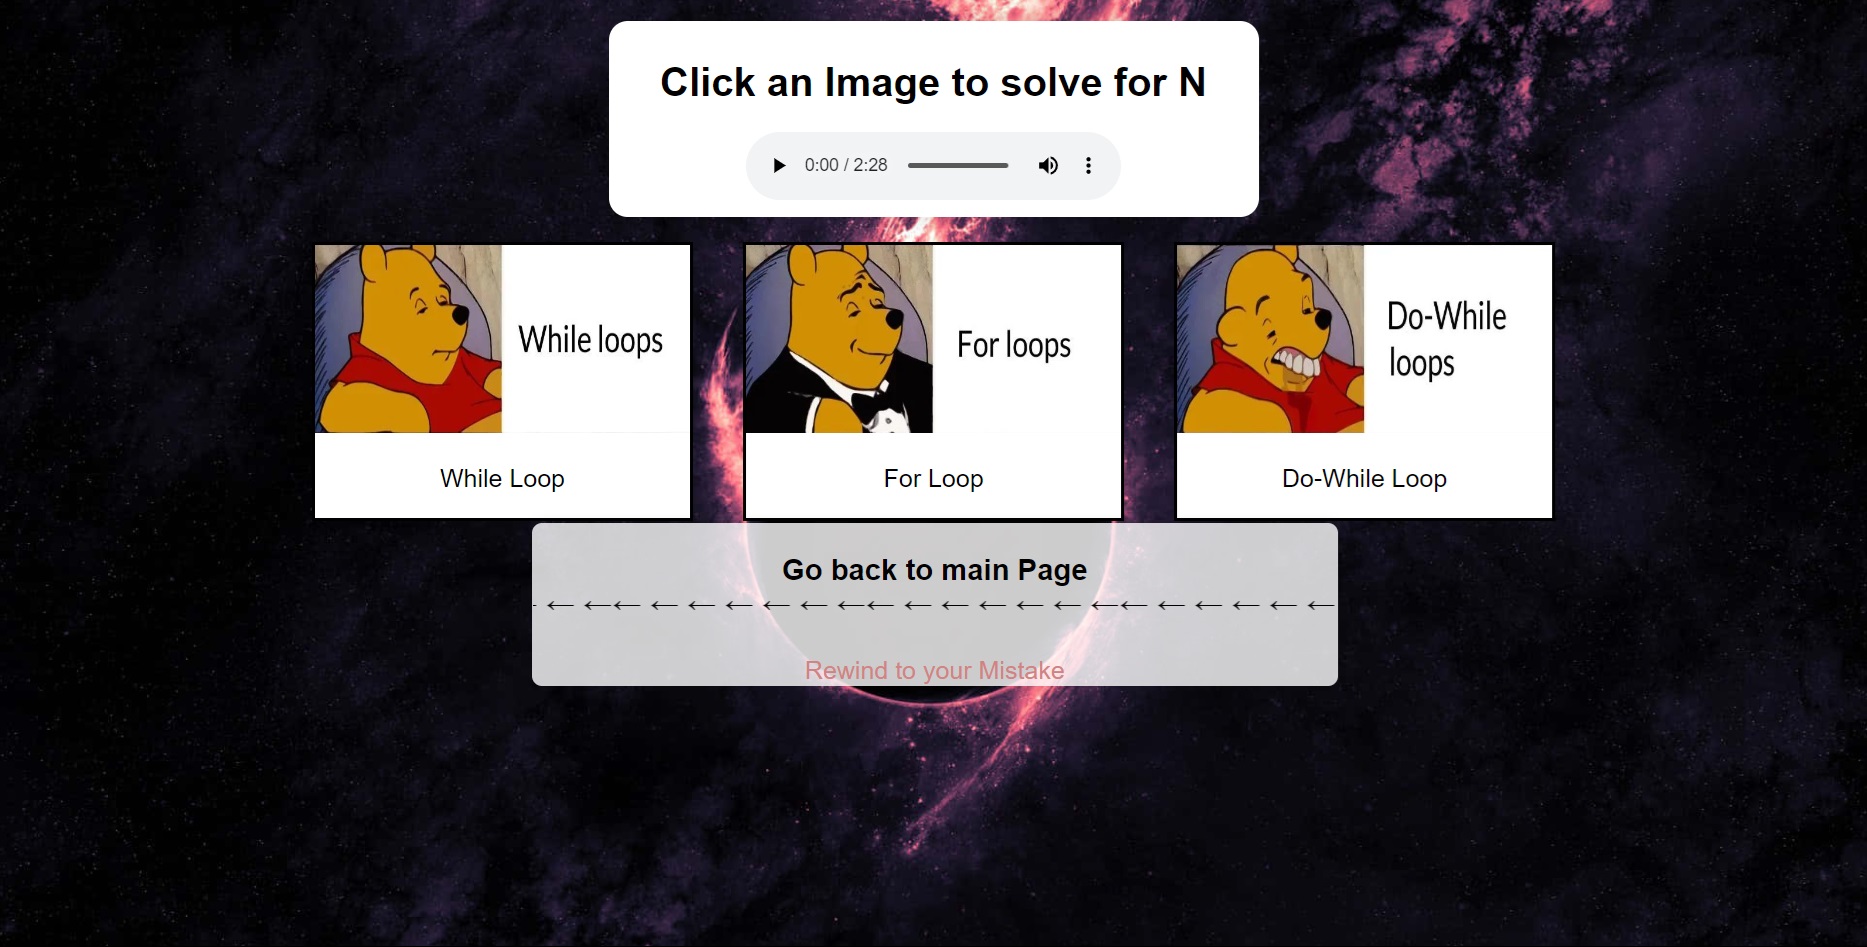 Click an Image to solve for N
0:00 / 2:28
While loops
For loops
Do-While
loops
While Loop
For Loop
Do-While Loop
Go back to main Page
← ←← ← ← ← ← ← ←← ← ← ← ← ← ←← ← ← ← ← ←
Rewind to your Mistake